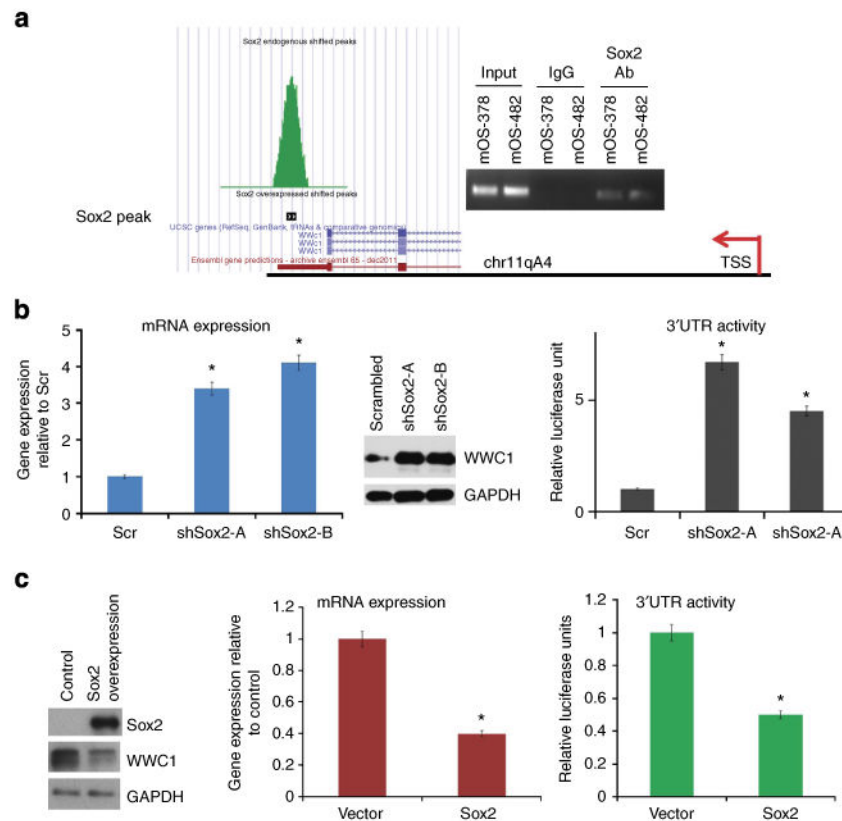 a
Sox2 endogenous shifted peaks
Sox2 overexpressed shifted peaks
Sox2 peak
UCSC genes (RefSeq, GenBank, tRNAs & comparative genomics)
WWc1
WWc1
WWc1
Ensembl gene predictions - archive ensembl 65 - dec2011
chr11qA4
TSS
Input
IgG
Sox2
Ab
mOS-378
mOS-482
mOS-378
mOS-482
mOS-378
mOS-482
b
mRNA expression
Gene expression
relative to Scr
5
4
3
2
1
0
*
*
Scr
shSox2-A
shSox2-B
Scrambled
shSox2-A
shSox2-B
WWC1
GAPDH
3′UTR activity
Relative luciferase unit
5
0
*
*
Scr
shSox2-A
shSox2-A
c
Control
Sox2
overexpression
Sox2
WWC1
GAPDH
mRNA expression
Gene expression relative
to control
1.2
1
0.8
0.6
0.4
0.2
0
*
Vector
Sox2
3′UTR activity
Relative luciferase units
1.2
1
0.8
0.6
0.4
0.2
0
*
Vector
Sox2